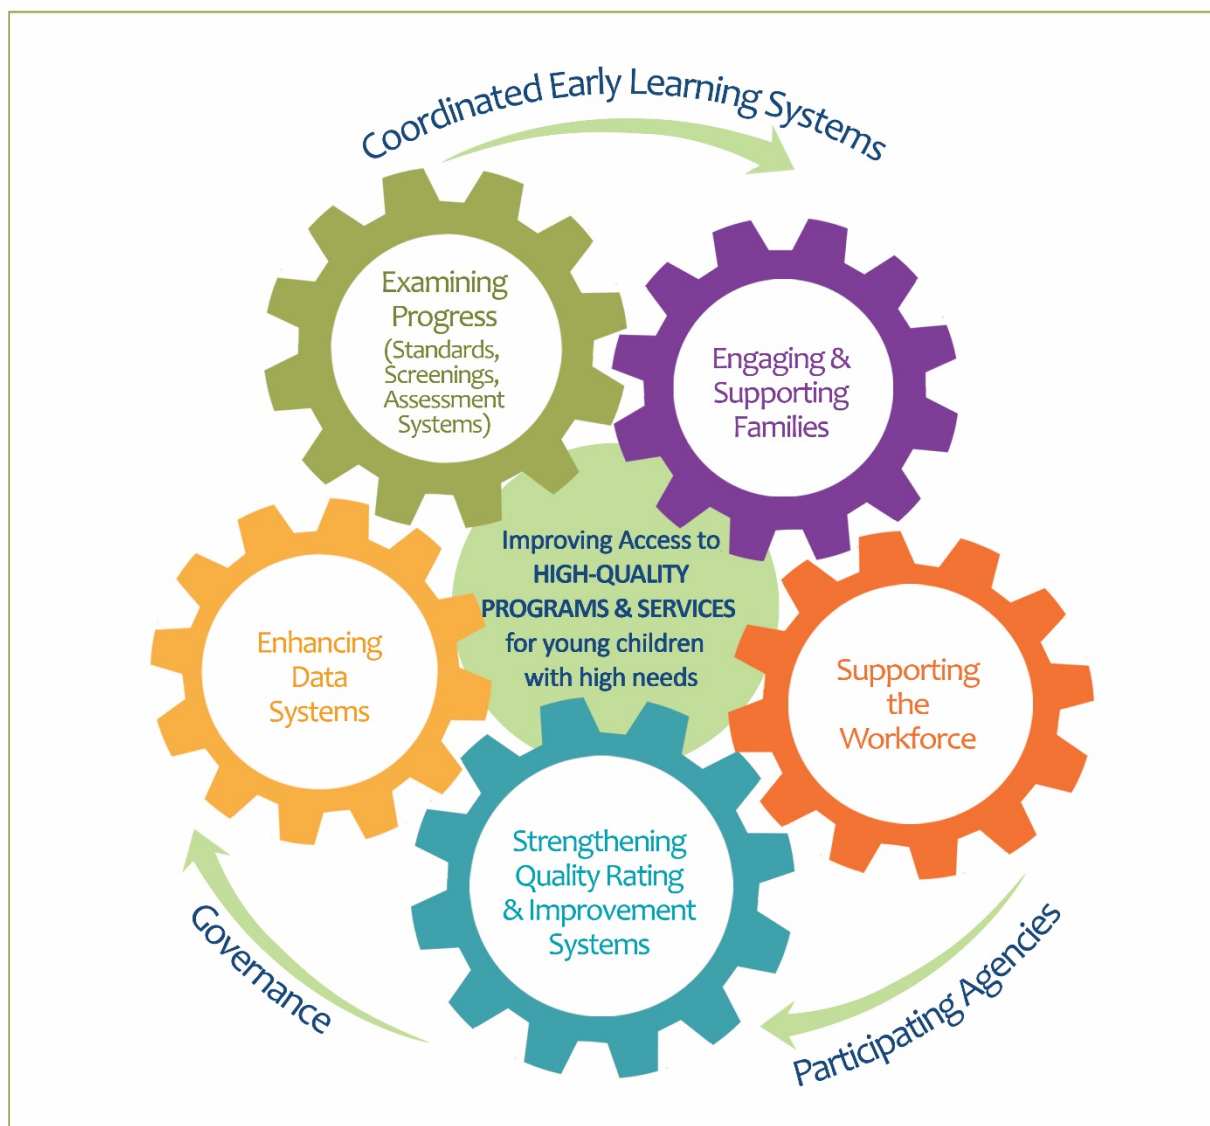 Coordinated Early Learning Systems
Examining
Progress
(Standards,
Screenings,
Assessment
Systems)
Engaging &
Supporting
Families
Improving Access to
HIGH-QUALITY
PROGRAMS & SERVICES
for young children
with high needs
Enhancing
Data
Systems
Supporting
the
Workforce
Strengthening
Quality Rating
& Improvement
Systems
Governance
Participating Agencies